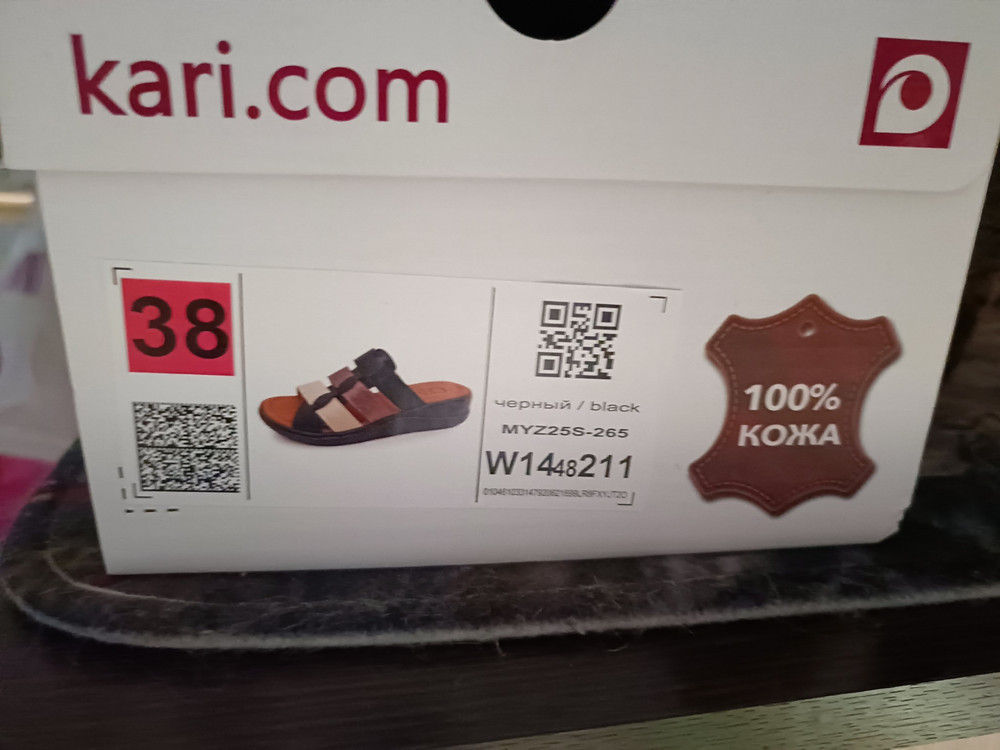 kari.com
38
черный / black
MYZ25S-265
W1448211
100%
КОЖА